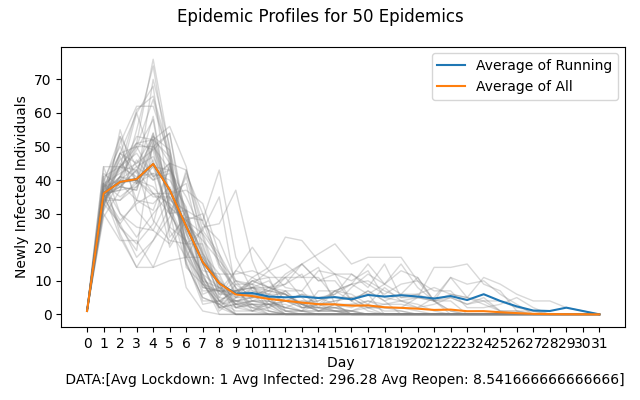 Epidemic Profiles for 50 Epidemics
Average of Running
Average of All
Newly Infected Individuals
70
60
50
40
30
20
10
0
0 1 2 3 4 5 6 7 8 9 10 11 12 13 14 15 16 17 18 19 20 21 22 23 24 25 26 27 28 29 30 31
Day
DATA:[Avg Lockdown: 1 Avg Infected: 296.28 Avg Reopen: 8.541666666666666]